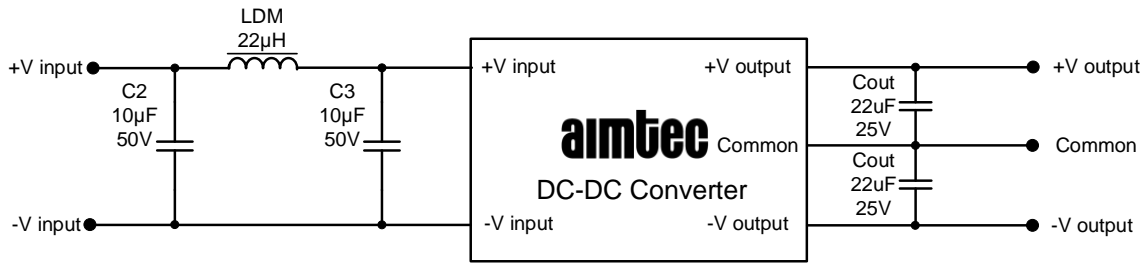 LDM
22µH
+V input
C2
10µF
50V
C3
10µF
50V
-V input
+V input
-V input
aimtec
DC-DC Converter
+V output
Common
-V output
Cout
22uF
25V
Cout
22uF
25V
+V output
Common
-V output